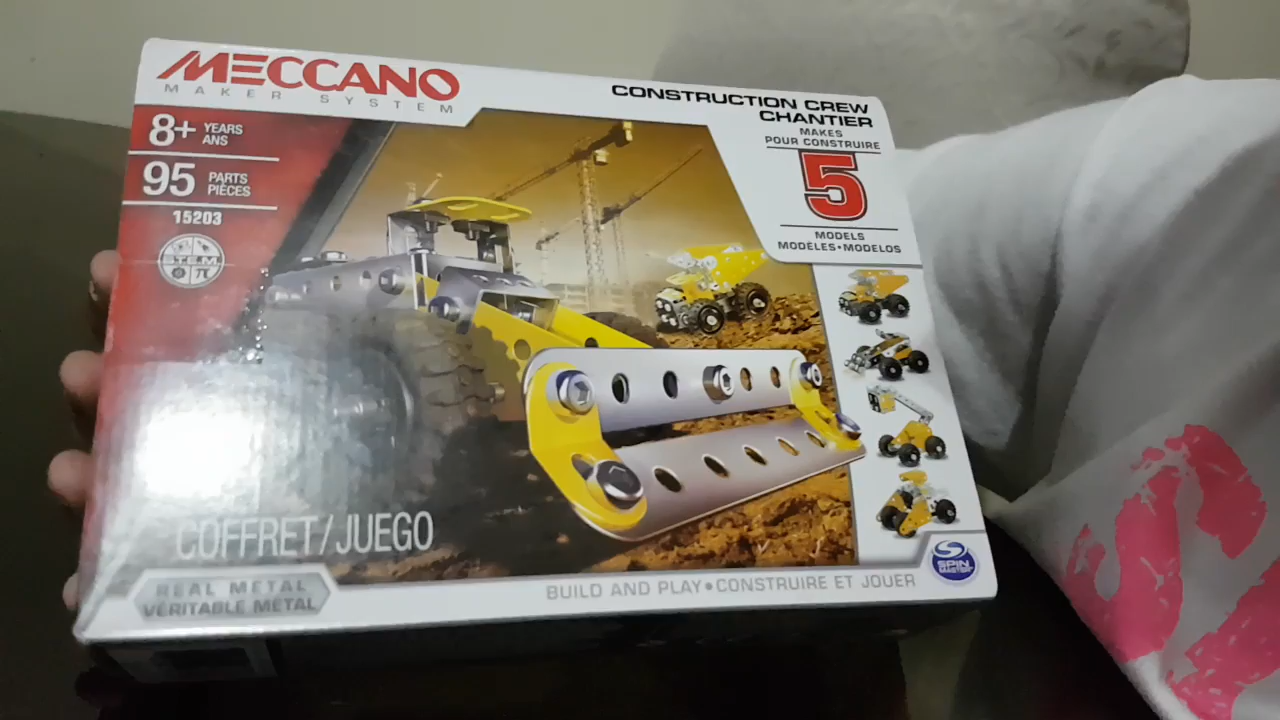 MECCANO
MAKER SYSTEM
8+ YEARS
ANS
95 PARTS
PIÈCES
15203
STEM
π
CONSTRUCTION CREW
CHANTIER
MAKES
POUR CONSTRUIRE
5
MODELS
MODÈLES•MODELOS
COFFRET/JUEGO
REAL METAL
VÉRITABLE MÉTAL
BUILD AND PLAY•CONSTRUIRE ET JOUER
SPIN
MASTER